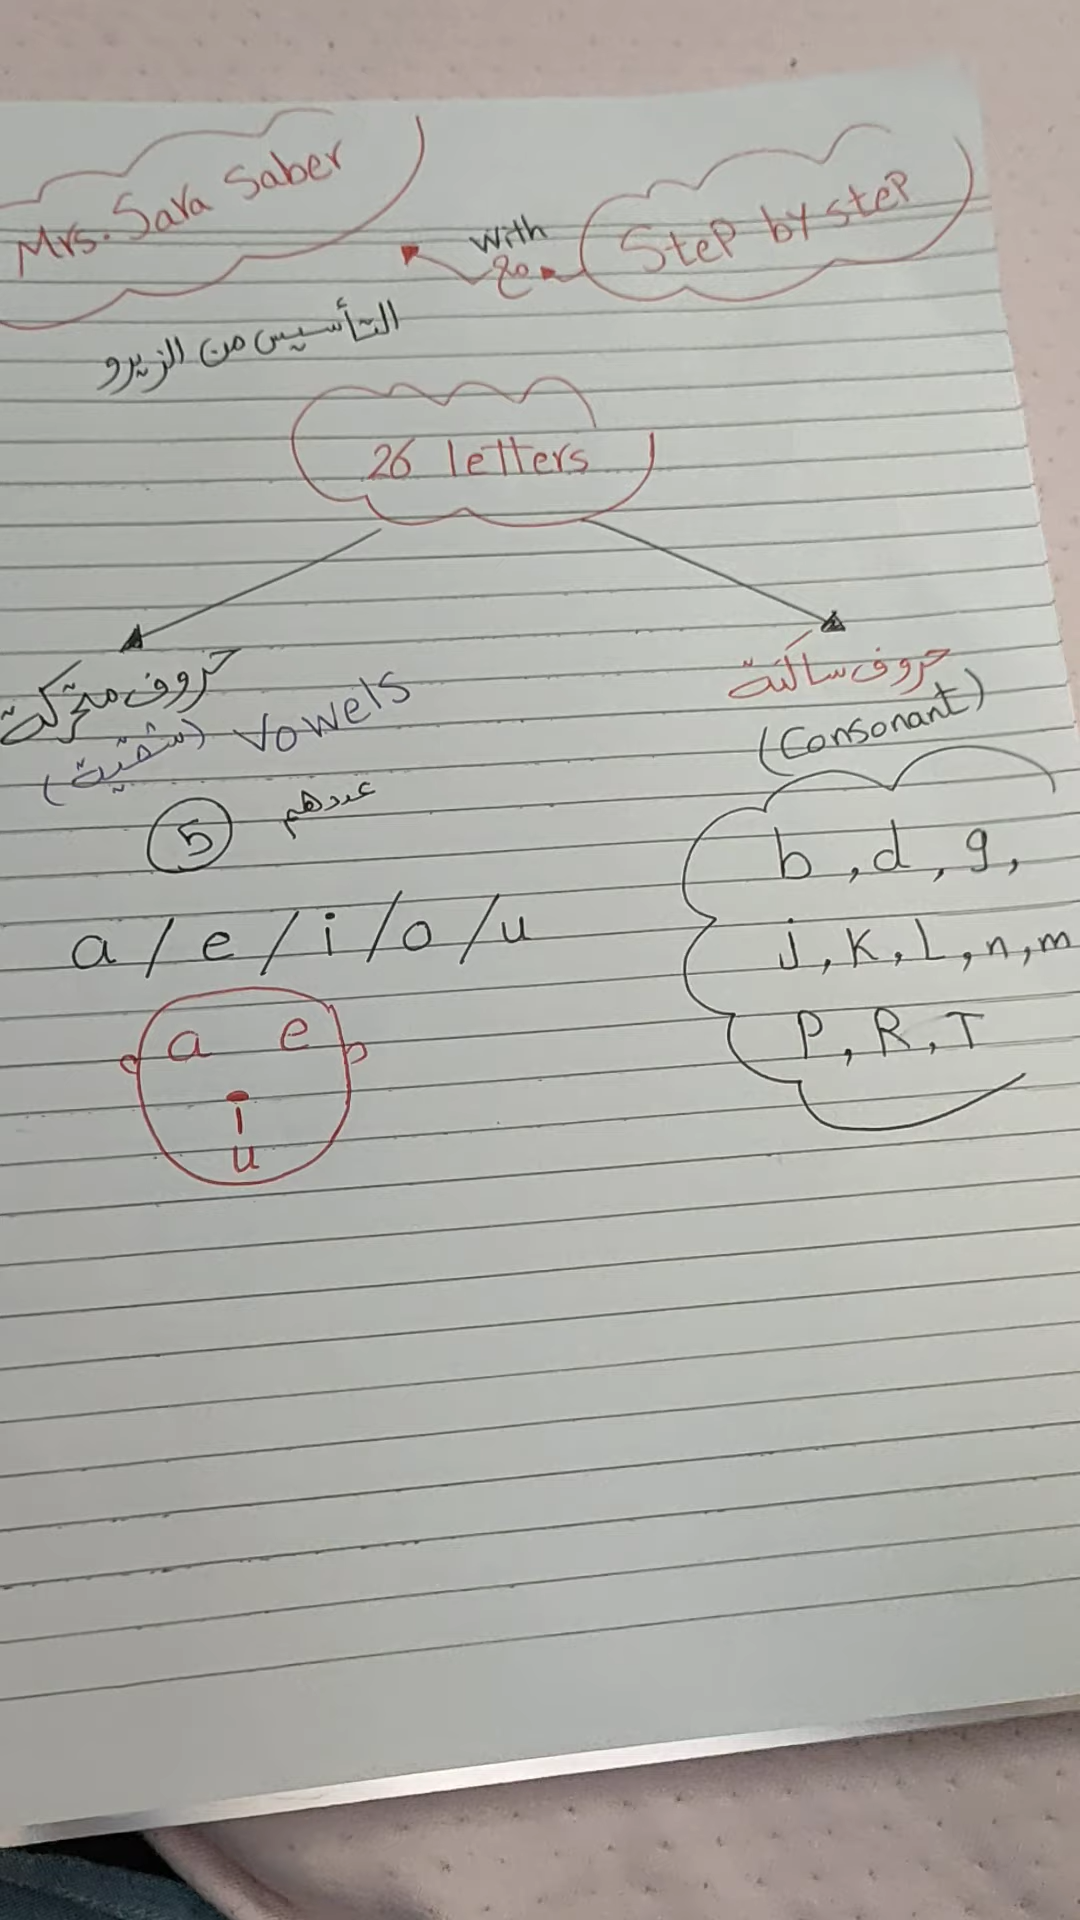 Mrs. Sara Saber
With
مع
Step by step
التأسيس من الزيرو
26 letters
حروف متحركة
(شفية) Vowels
عددهم 5
a / e / i / o / u
a e
i
u
حروف ساكنة
(Consonant)
b , d , g ,
j , K , L , n , m
P , R , T